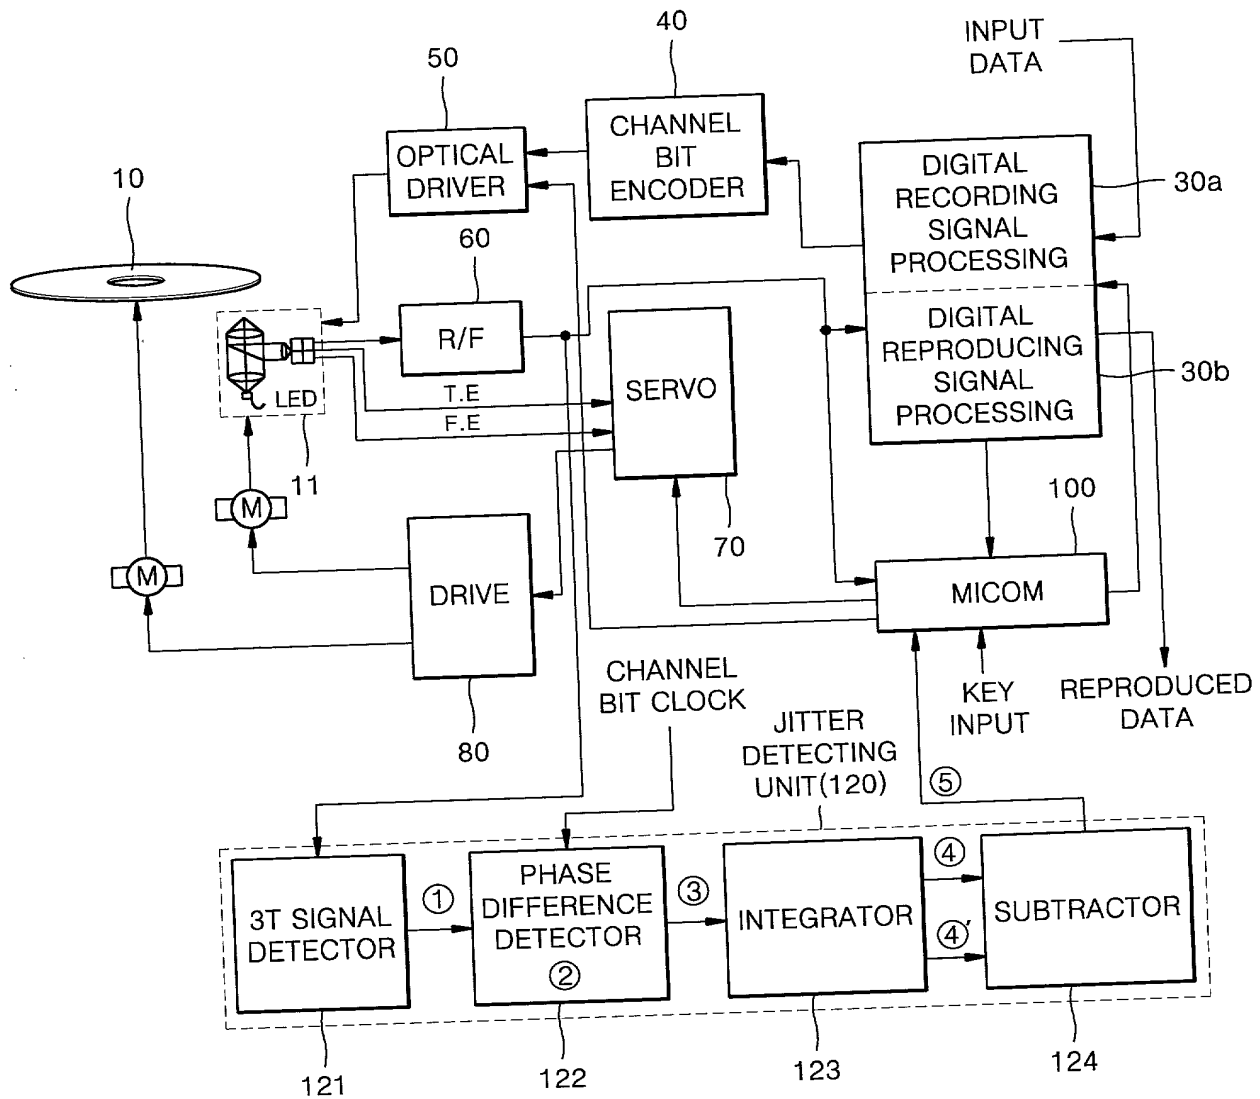 INPUT
DATA
40
50
CHANNEL
BIT
ENCODER
OPTICAL
DRIVER
DIGITAL
RECORDING
SIGNAL
PROCESSING
30a
10
60
R/F
DIGITAL
REPRODUCING
SIGNAL
PROCESSING
30b
SERVO
T.E
F.E
LED
11
M
70
100
M
DRIVE
MICOM
80
CHANNEL
BIT CLOCK
KEY
INPUT
REPRODUCED
DATA
JITTER
DETECTING
UNIT(120)
⑤
3T SIGNAL
DETECTOR
①
PHASE
DIFFERENCE
DETECTOR
②
③
INTEGRATOR
④
④′
SUBTRACTOR
121
122
123
124